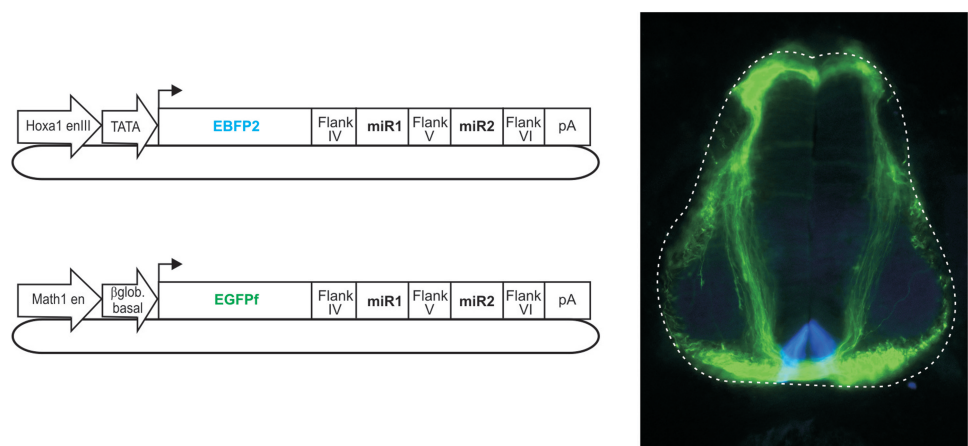 Hoxa1 enIII TATA EBFP2 Flank IV miR1 Flank V miR2 Flank VI pA
Math1 en βglob. basal EGFPf Flank IV miR1 Flank V miR2 Flank VI pA